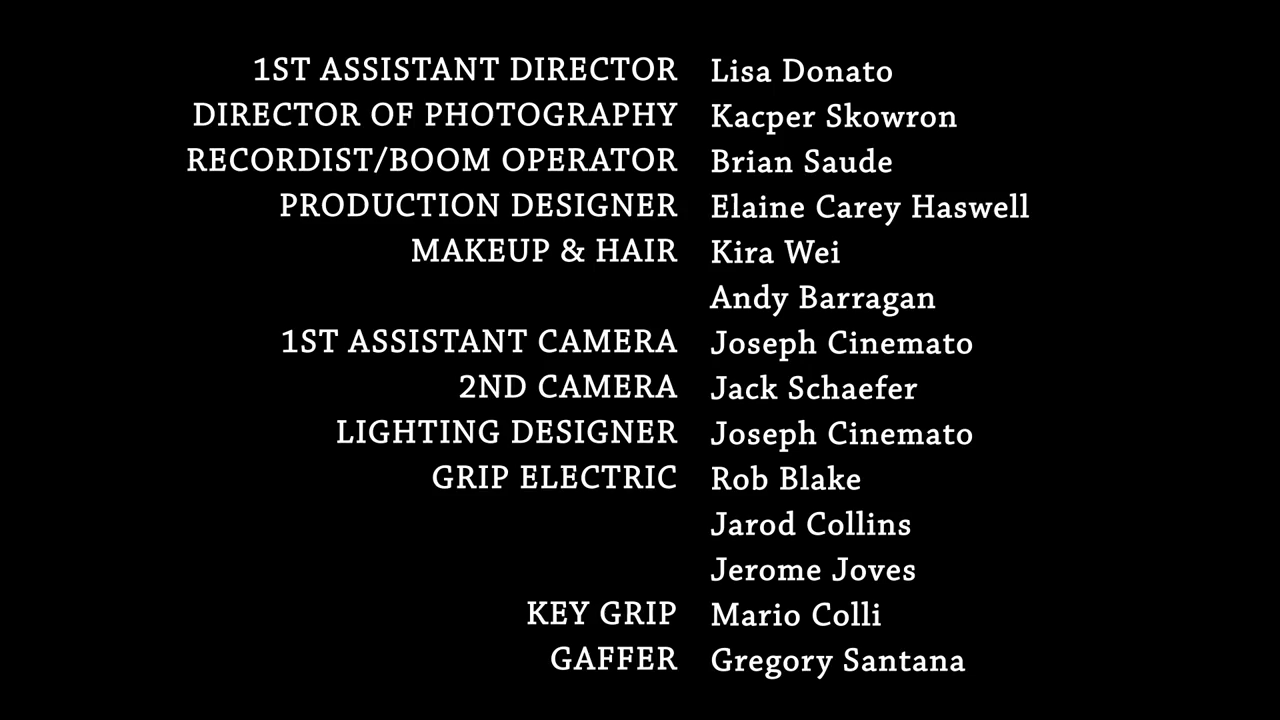 1ST ASSISTANT DIRECTOR Lisa Donato
DIRECTOR OF PHOTOGRAPHY Kacper Skowron
RECORDIST/BOOM OPERATOR Brian Saude
PRODUCTION DESIGNER Elaine Carey Haswell
MAKEUP & HAIR Kira Wei
Andy Barragan
1ST ASSISTANT CAMERA Joseph Cinemato
2ND CAMERA Jack Schaefer
LIGHTING DESIGNER Joseph Cinemato
GRIP ELECTRIC Rob Blake
Jarod Collins
Jerome Joves
KEY GRIP Mario Colli
GAFFER Gregory Santana